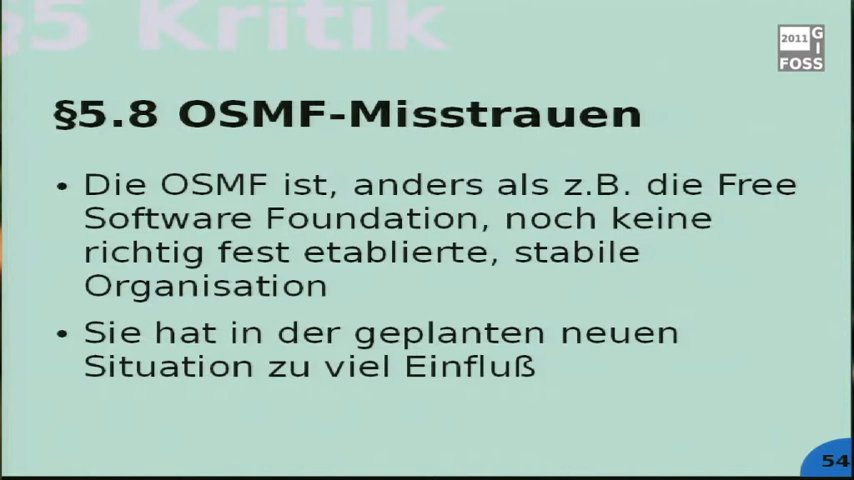 §5 Kritik
2011 G
I
FOSS
§5.8 OSMF-Misstrauen
• Die OSMF ist, anders als z.B. die Free
Software Foundation, noch keine
richtig fest etablierte, stabile
Organisation
• Sie hat in der geplanten neuen
Situation zu viel Einfluß
54